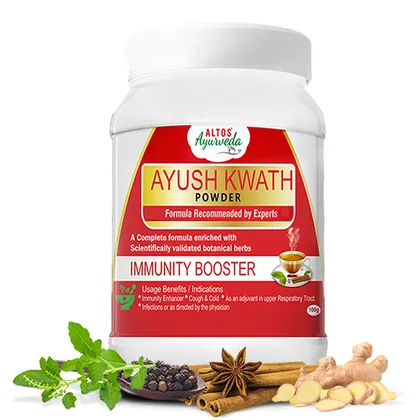 ALTOS
Ayurveda
AYUSH KWATH
POWDER
Formula Recommended by Experts
A Complete formula enriched with
Scientifically validated botanical herbs
IMMUNITY BOOSTER
Usage Benefits / Indications
* Immunity Enhancer * Cough & Cold * As an adjuvant in upper Respiratory Tract
* Infections or as directed by the physician
100g